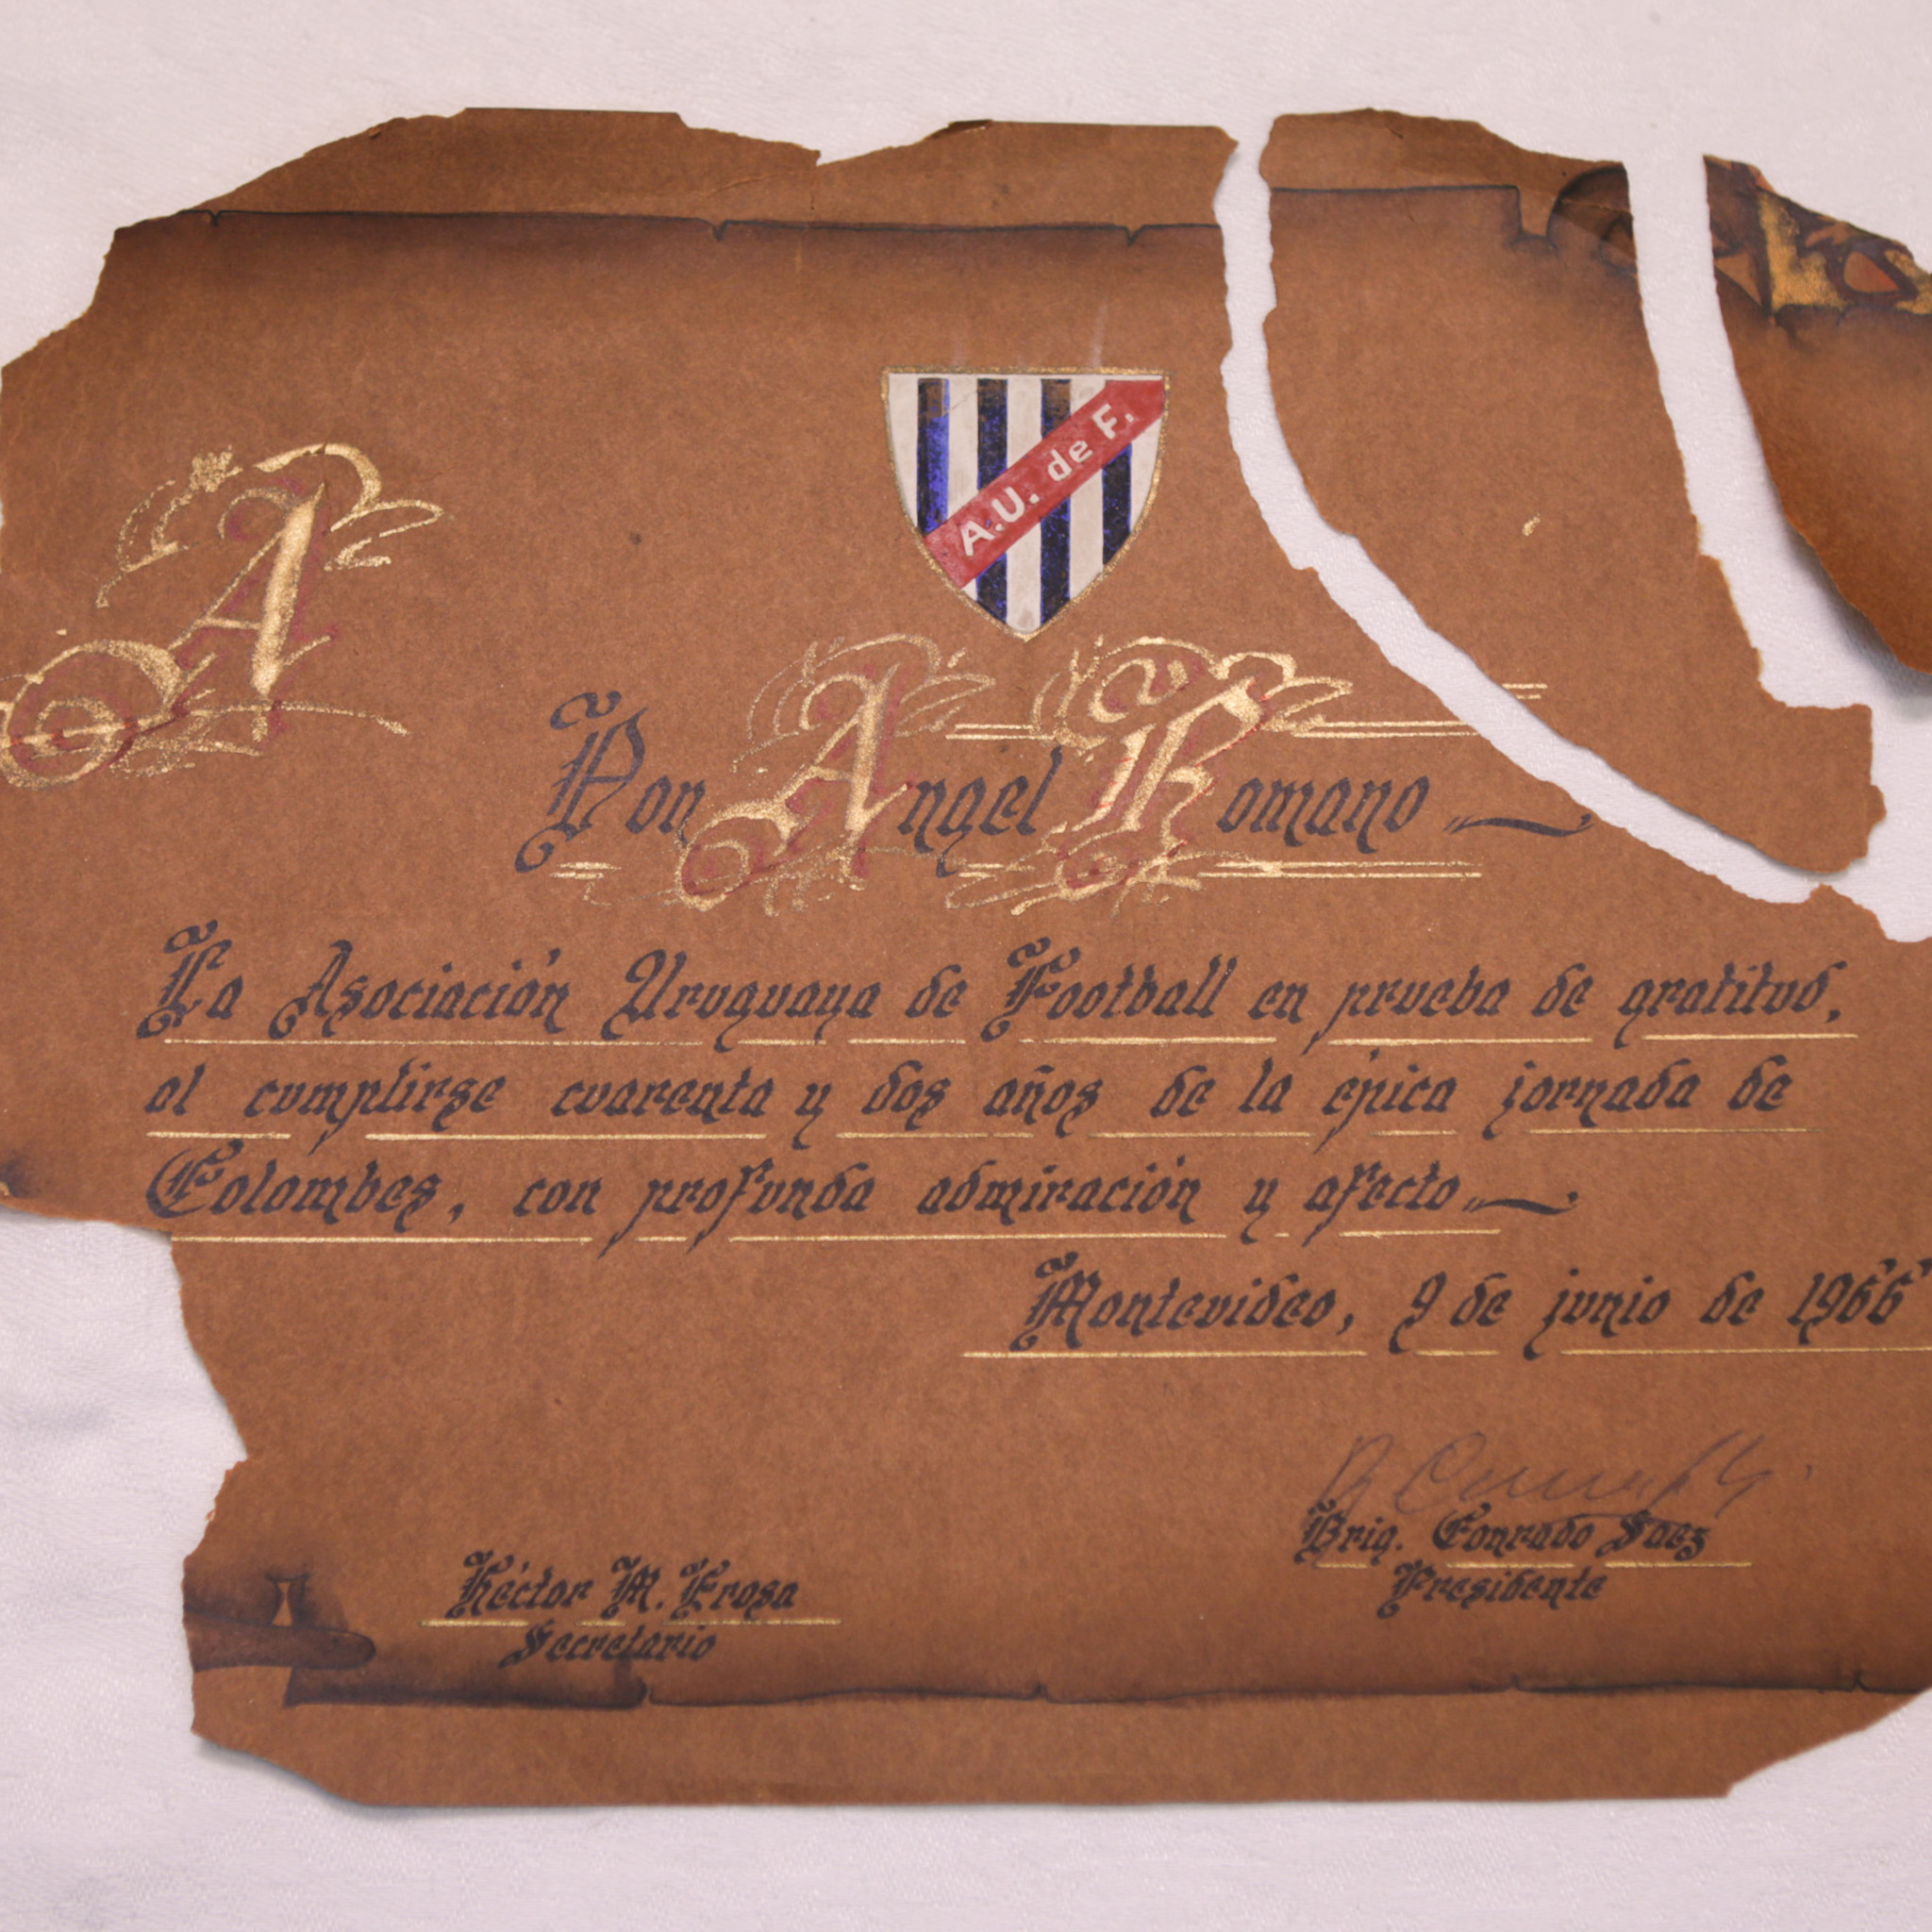 A
A.U. de F.
Don Angel Romano
La Asociación Uruguaya de Football en prueba de gratitud,
al cumplirse cuarenta y dos años de la épica jornada de
Colombes, con profunda admiración y afecto.
Montevideo, 9 de junio de 1966
Brig. Conrado Saez
Presidente
Héctor M. Erosa
Secretario